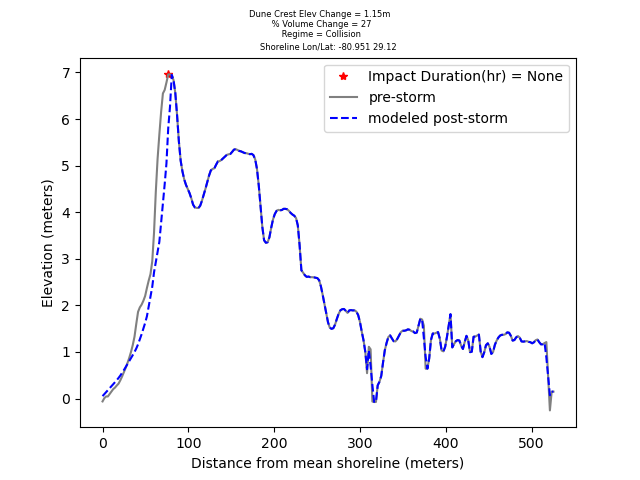 Dune Crest Elev Change = 1.15m
% Volume Change = 27
Regime = Collision
Shoreline Lon/Lat: -80.951 29.12
Impact Duration(hr) = None
pre-storm
modeled post-storm
7
6
5
4
3
2
1
0
Elevation (meters)
0 100 200 300 400 500
Distance from mean shoreline (meters)